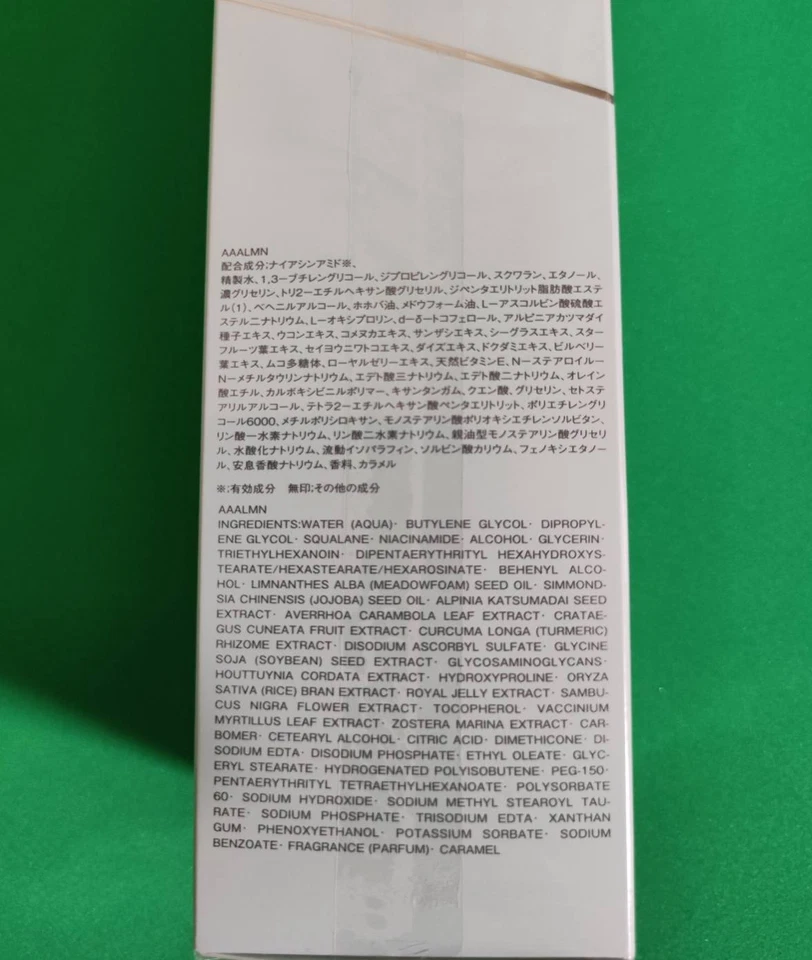 AAALMN
配合成分:ナイアシンアミド※、
精製水、1,3-ブチレングリコール、ジプロピレングリコール、スクワラン、エタノール、
濃グリセリン、トリ2-エチルヘキサン酸グリセリル、ジペンタエリトリット脂肪酸エステ
ル(1)、ベヘニルアルコール、ホホバ油、メドウフォーム油、L-アスコルビン酸硫酸エ
ステル二ナトリウム、L-オキシプロリン、d-δ-トコフェロール、アルピニアカツマダイ
種子エキス、ウコンエキス、コメヌカエキス、サンザシエキス、シーグラスエキス、スター
フルーツ葉エキス、セイヨウニワトコエキス、ダイズエキス、ドクダミエキス、ビルベリー
葉エキス、ムコ多糖体、ローヤルゼリーエキス、天然ビタミンE、N-ステアロイル-
N-メチルタウリンナトリウム、エデト酸三ナトリウム、エデト酸二ナトリウム、オレイン
酸エチル、カルボキシビニルポリマー、キサンタンガム、クエン酸、グリセリン、セトステ
アリルアルコール、テトラ2-エチルヘキサン酸ペンタエリトリット、ポリエチレングリ
コール6000、メチルポリシロキサン、モノステアリン酸ポリオキシエチレンソルビタン、
リン酸一水素ナトリウム、リン酸二水素ナトリウム、親油型モノステアリン酸グリセリ
ル、水酸化ナトリウム、流動イソパラフィン、ソルビン酸カリウム、フェノキシエタノー
ル、安息香酸ナトリウム、香料、カラメル
※:有効成分 無印:その他の成分
AAALMN
INGREDIENTS:WATER (AQUA)· BUTYLENE GLYCOL· DIPROPYL-
ENE GLYCOL· SQUALANE· NIACINAMIDE· ALCOHOL· GLYCERIN·
TRIETHYLHEXANOIN· DIPENTAERYTHRITYL HEXAHYDROXYS-
TEARATE/HEXASTEARATE/HEXAROSINATE· BEHENYL ALCO-
HOL· LIMNANTHES ALBA (MEADOWFOAM) SEED OIL· SIMMOND-
SIA CHINENSIS (JOJOBA) SEED OIL· ALPINIA KATSUMADAI SEED
EXTRACT· AVERRHOA CARAMBOLA LEAF EXTRACT· CRATAE-
GUS CUNEATA FRUIT EXTRACT· CURCUMA LONGA (TURMERIC)
RHIZOME EXTRACT· DISODIUM ASCORBYL SULFATE· GLYCINE
SOJA (SOYBEAN) SEED EXTRACT· GLYCOSAMINOGLYCANS·
HOUTTUYNIA CORDATA EXTRACT· HYDROXYPROLINE· ORYZA
SATIVA (RICE) BRAN EXTRACT· ROYAL JELLY EXTRACT· SAMBU-
CUS NIGRA FLOWER EXTRACT· TOCOPHEROL· VACCINIUM
MYRTILLUS LEAF EXTRACT· ZOSTERA MARINA EXTRACT· CAR-
BOMER· CETEARYL ALCOHOL· CITRIC ACID· DIMETHICONE· DI-
SODIUM EDTA· DISODIUM PHOSPHATE· ETHYL OLEATE· GLYC-
ERYL STEARATE· HYDROGENATED POLYISOBUTENE· PEG-150·
PENTAERYTHRITYL TETRAETHYLHEXANOATE· POLYSORBATE
60· SODIUM HYDROXIDE· SODIUM METHYL STEAROYL TAU-
RATE· SODIUM PHOSPHATE· TRISODIUM EDTA· XANTHAN
GUM· PHENOXYETHANOL· POTASSIUM SORBATE· SODIUM
BENZOATE· FRAGRANCE (PARFUM)· CARAMEL